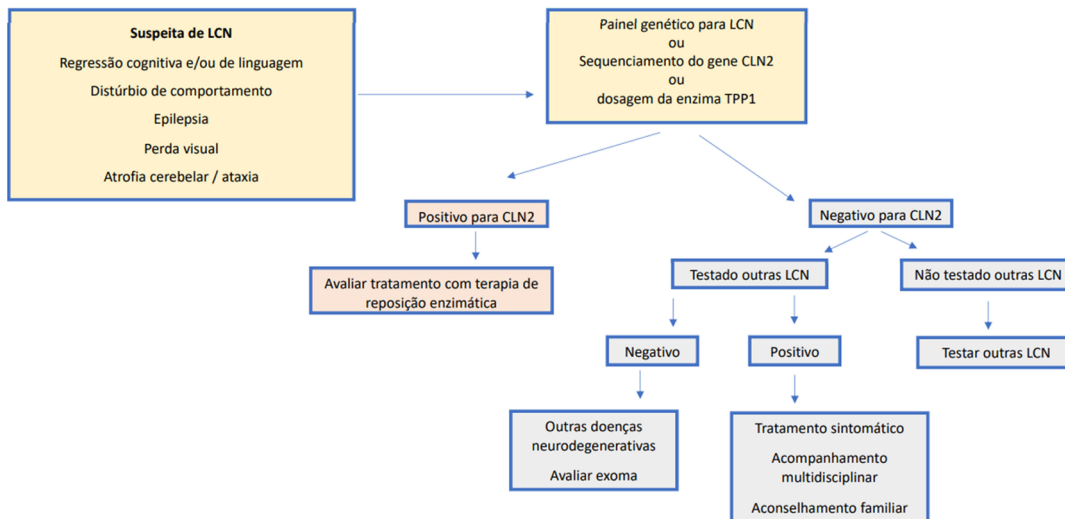 Suspeita de LCN
Regressão cognitiva e/ou de linguagem
Distúrbio de comportamento
Epilepsia
Perda visual
Atrofia cerebelar / ataxia
Painel genético para LCN
ou
Sequenciamento do gene CLN2
ou
dosagem da enzima TPP1
Positivo para CLN2
Negativo para CLN2
Avaliar tratamento com terapia de
reposição enzimática
Testado outras LCN
Não testado outras LCN
Negativo
Positivo
Testar outras LCN
Outras doenças
neurodegenerativas
Avaliar exoma
Tratamento sintomático
Acompanhamento
multidisciplinar
Aconselhamento familiar